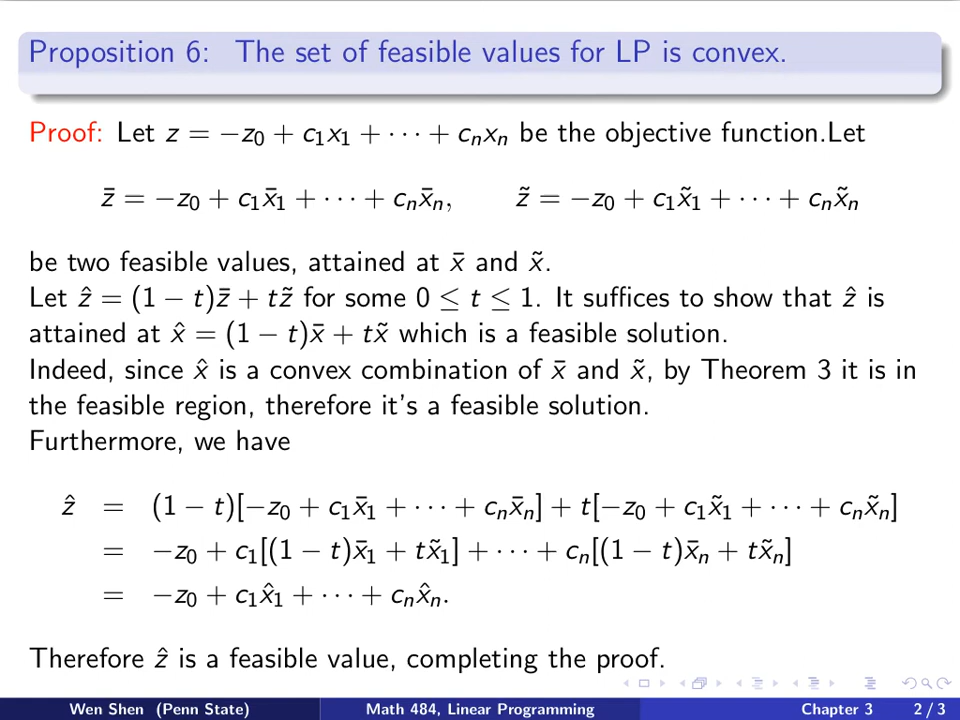 Proposition 6: The set of feasible values for LP is convex.
Proof: Let z = −z₀ + c₁x₁ + · · · + cₙxₙ be the objective function.Let
z̄ = −z₀ + c₁x̄₁ + · · · + cₙx̄ₙ, z̃ = −z₀ + c₁x̃₁ + · · · + cₙx̃ₙ
be two feasible values, attained at x̄ and x̃.
Let ẑ = (1 − t)z̄ + tz̃ for some 0 ≤ t ≤ 1. It suffices to show that ẑ is
attained at x̂ = (1 − t)x̄ + tx̃ which is a feasible solution.
Indeed, since x̂ is a convex combination of x̄ and x̃, by Theorem 3 it is in
the feasible region, therefore it's a feasible solution.
Furthermore, we have
ẑ = (1 − t)[−z₀ + c₁x̄₁ + · · · + cₙx̄ₙ] + t[−z₀ + c₁x̃₁ + · · · + cₙx̃ₙ]
= −z₀ + c₁[(1 − t)x̄₁ + tx̃₁] + · · · + cₙ[(1 − t)x̄ₙ + tx̃ₙ]
= −z₀ + c₁x̂₁ + · · · + cₙx̂ₙ.
Therefore ẑ is a feasible value, completing the proof.
Wen Shen (Penn State) Math 484, Linear Programming Chapter 3 2 / 3